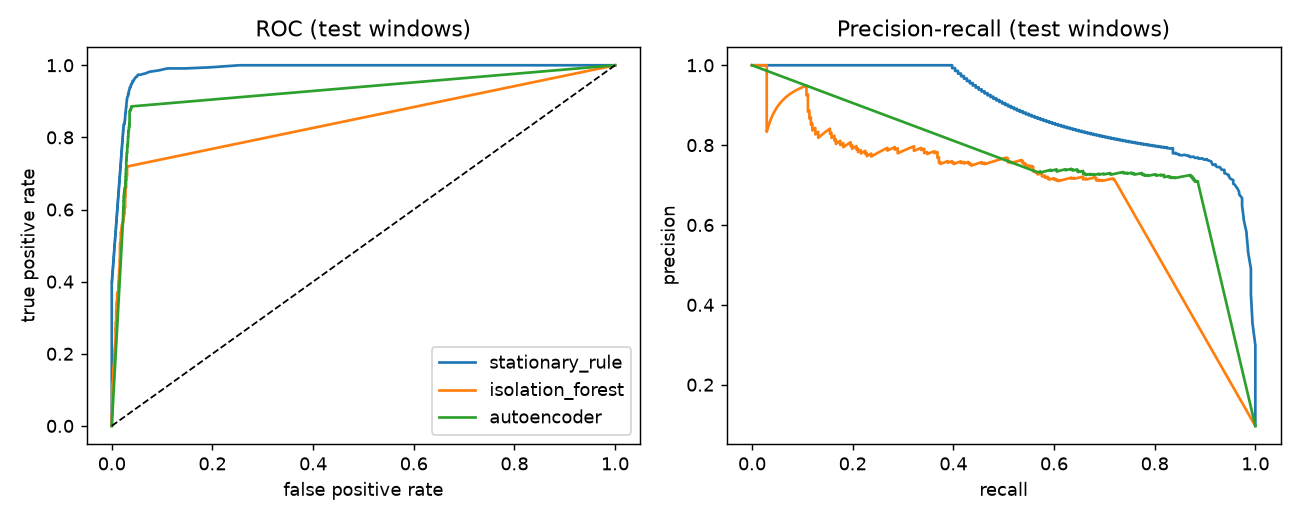 ROC (test windows)
true positive rate
1.0
0.8
0.6
0.4
0.2
0.0
0.0 0.2 0.4 0.6 0.8 1.0
false positive rate
stationary_rule
isolation_forest
autoencoder
Precision-recall (test windows)
precision
1.0
0.8
0.6
0.4
0.2
0.0 0.2 0.4 0.6 0.8 1.0
recall